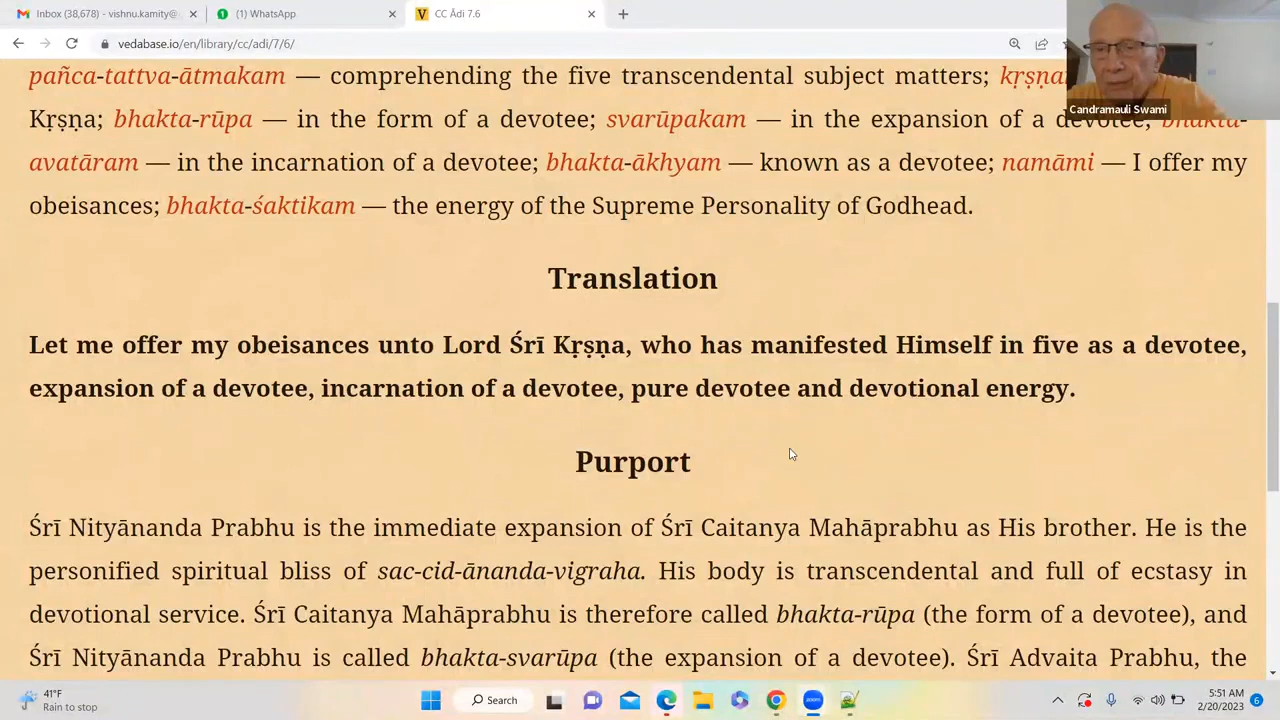 Inbox (38,678) - vishnu.kamity@
(1) WhatsApp
CC Ādi 7.6
vedabase.io/en/library/cc/adi/7/6/
pañca-tattva-ātmakam — comprehending the five transcendental subject matters;
Kṛṣṇa; bhakta-rūpa — in the form of a devotee; svarūpakam — in the expansion of a devotee; bhakta-
avatāram — in the incarnation of a devotee; bhakta-ākhyam — known as a devotee; namāmi — I offer my
obeisances; bhakta-śaktikam — the energy of the Supreme Personality of Godhead.
Candramauli Swami
Translation
Let me offer my obeisances unto Lord Śrī Kṛṣṇa, who has manifested Himself in five as a devotee,
expansion of a devotee, incarnation of a devotee, pure devotee and devotional energy.
Purport
Śrī Nityānanda Prabhu is the immediate expansion of Śrī Caitanya Mahāprabhu as His brother. He is the
personified spiritual bliss of sac-cid-ānanda-vigraha. His body is transcendental and full of ecstasy in
devotional service. Śrī Caitanya Mahāprabhu is therefore called bhakta-rūpa (the form of a devotee), and
Śrī Nityānanda Prabhu is called bhakta-svarūpa (the expansion of a devotee). Śrī Advaita Prabhu, the
41°F
Rain to stop
Search
5:51 AM
2/20/2023
6